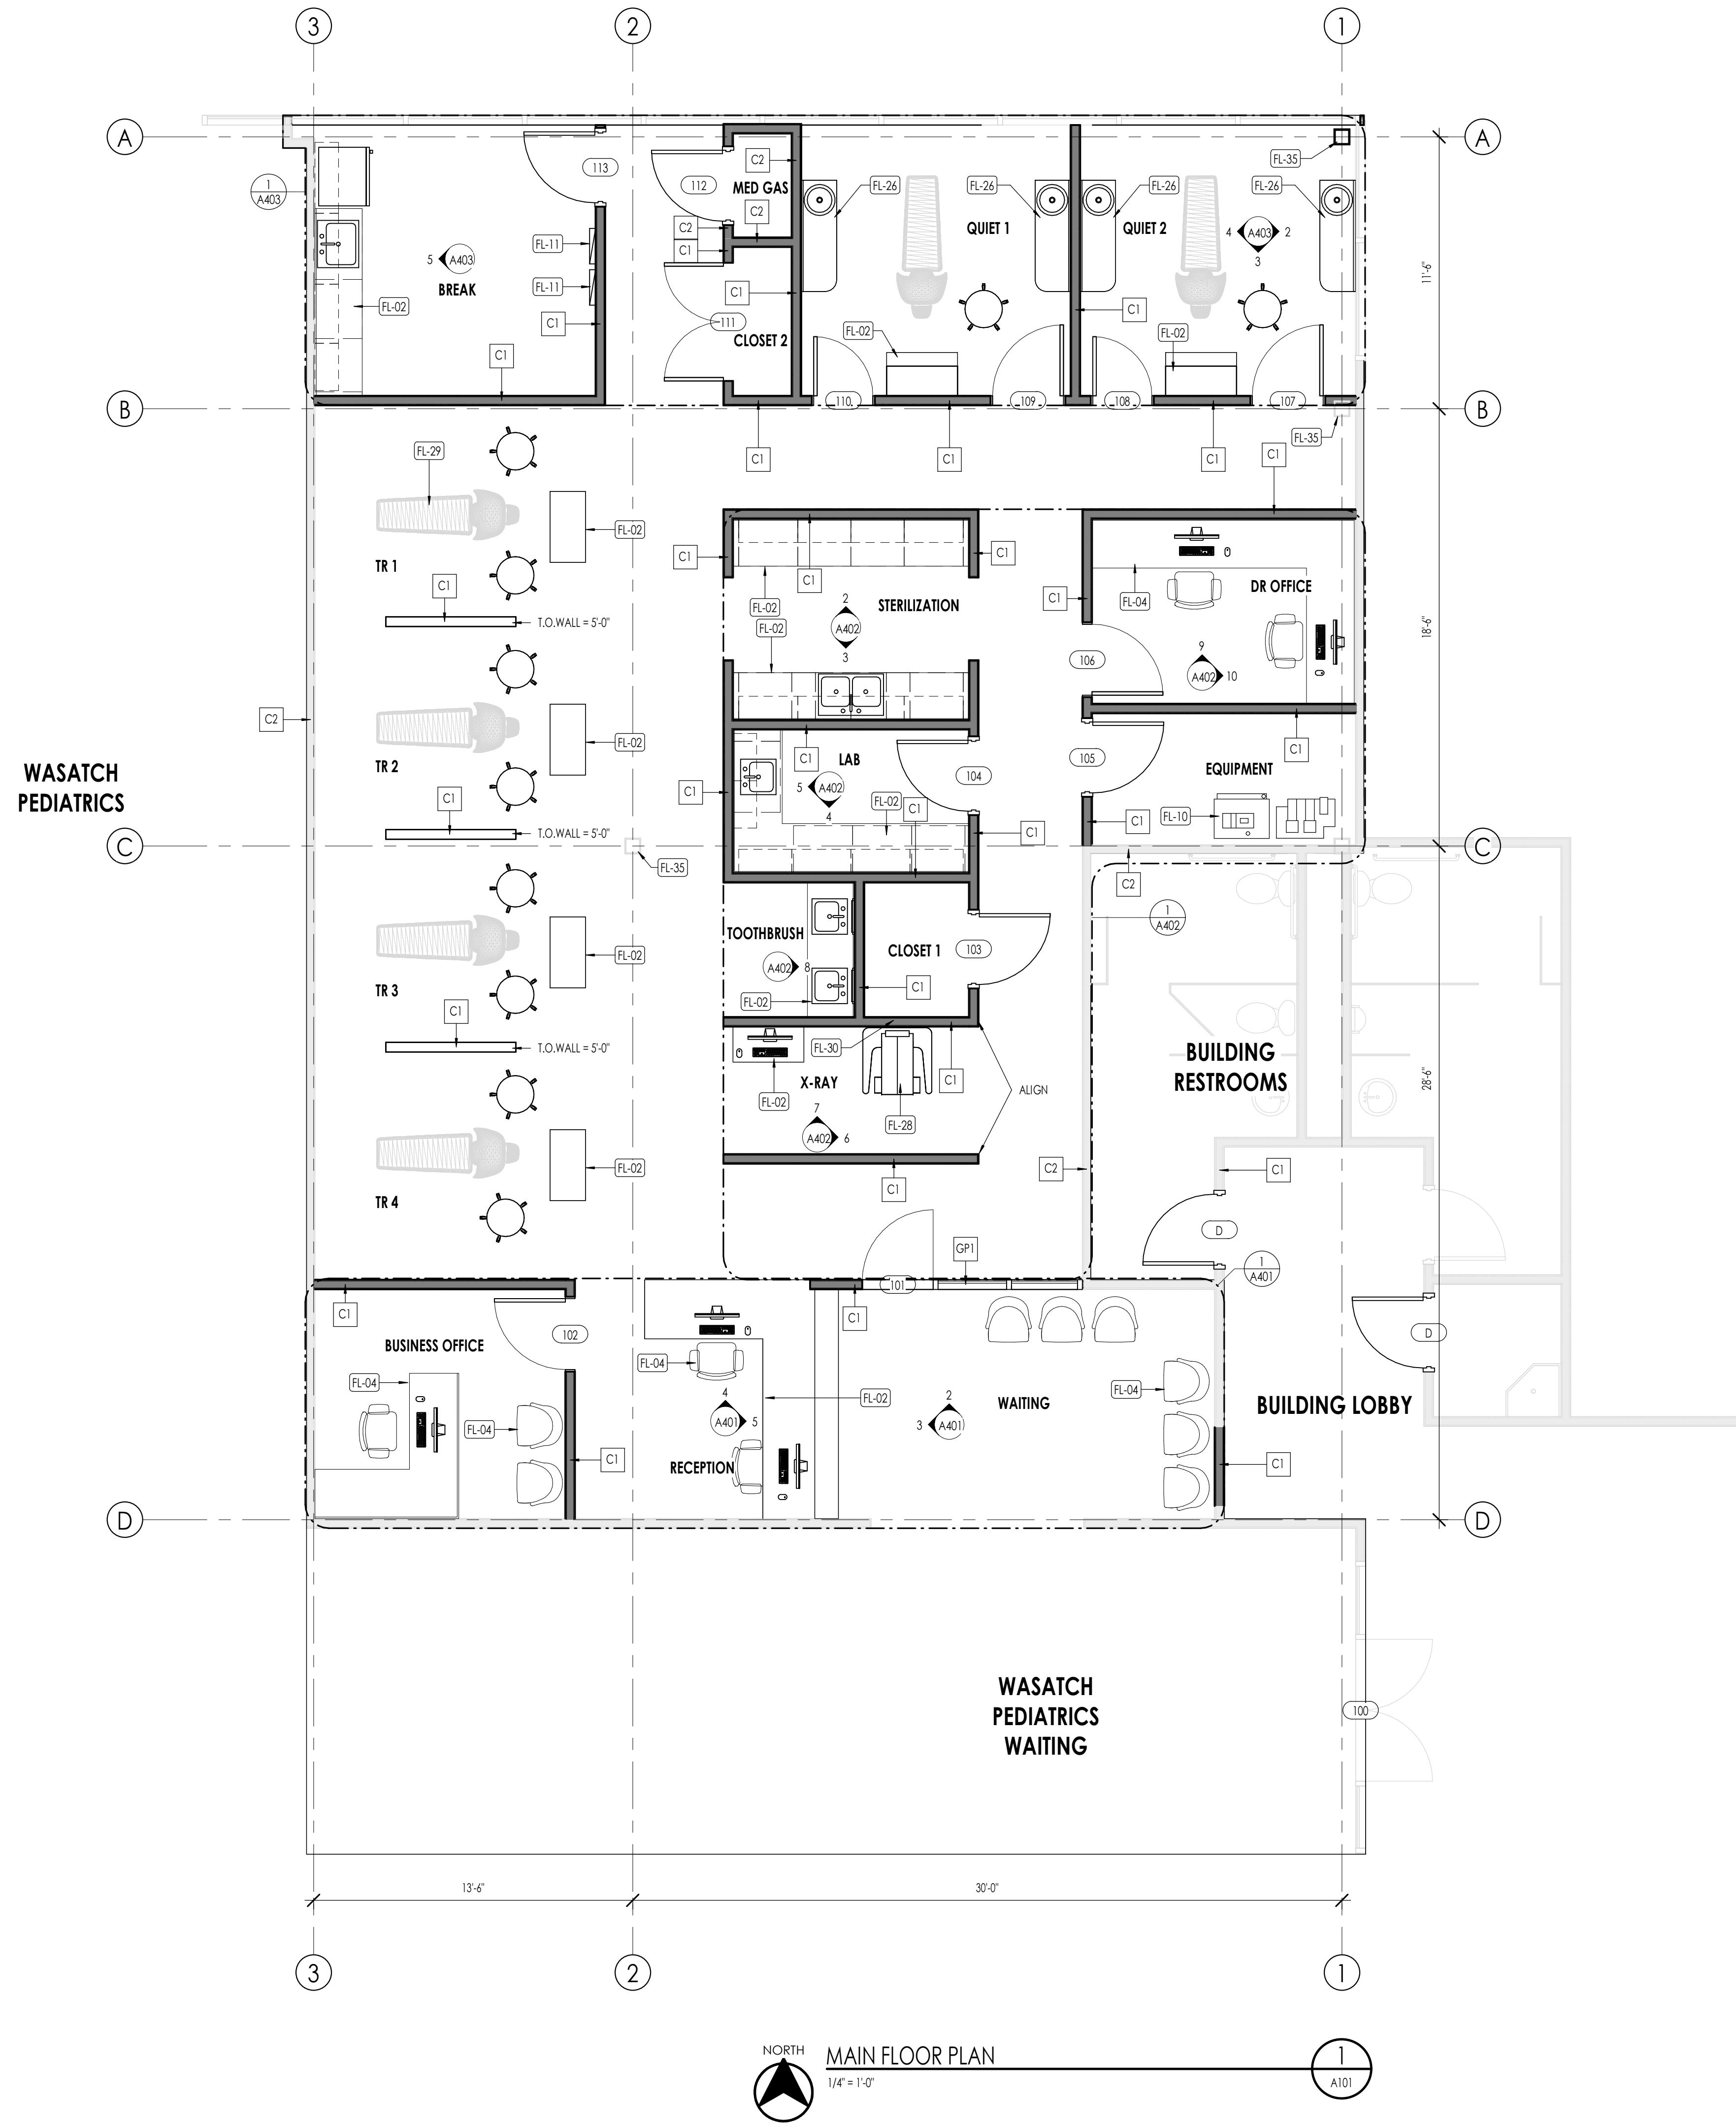 3
2
1
A
A
1
A403
113
112
C2
MED GAS
C2
C2
C1
FL-26
FL-26
FL-26
FL-26
FL-35
QUIET 1
QUIET 2
4
A403
2
3
5
A403
BREAK
FL-11
FL-11
FL-02
C1
C1
C1
111
CLOSET 2
FL-02
FL-02
C1
11'-6"
110
109
108
107
B
B
FL-35
C1
C1
C1
C1
FL-29
FL-02
TR 1
C1
T.O.WALL = 5'-0"
C1
C1
C1
FL-02
FL-02
STERILIZATION
2
A402
3
C1
FL-04
DR OFFICE
106
9
A402
10
18'-6"
C2
FL-02
TR 2
C1
T.O.WALL = 5'-0"
WASATCH
PEDIATRICS
C1
C1
LAB
5
A402
4
FL-02
C1
104
105
C1
C1
EQUIPMENT
FL-10
C1
C
C
FL-35
C2
1
A402
TOOTHBRUSH
A402
8
FL-02
CLOSET 1
103
C1
FL-02
TR 3
C1
T.O.WALL = 5'-0"
FL-30
X-RAY
FL-02
FL-28
C1
ALIGN
7
A402
6
C1
BUILDING
RESTROOMS
28'-6"
C2
C1
FL-02
TR 4
D
GP1
1
A401
101
C1
C1
102
BUSINESS OFFICE
FL-04
FL-04
C1
FL-04
4
A401
5
RECEPTION
FL-02
2
3
A401
WAITING
FL-04
D
BUILDING LOBBY
C1
D
D
WASATCH
PEDIATRICS
WAITING
100
13'-6"
30'-0"
3
2
1
NORTH
MAIN FLOOR PLAN
1/4" = 1'-0"
1
A101